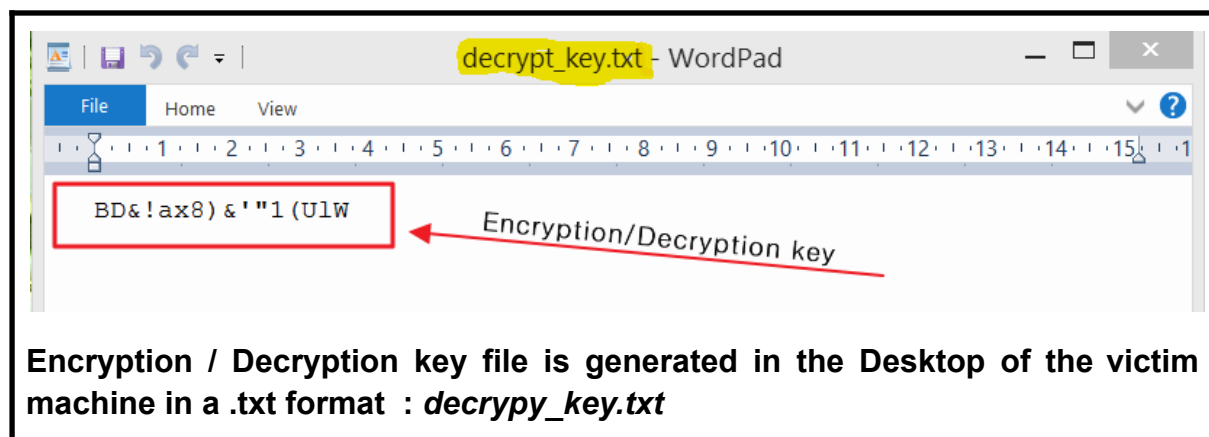 decrypt_key.txt - WordPad
File Home View
1 2 3 4 5 6 7 8 9 10 11 12 13 14 15 1
BD&!ax8)&'"1(UlW
Encryption/Decryption key
Encryption / Decryption key file is generated in the Desktop of the victim
machine in a .txt format : decrypy_key.txt